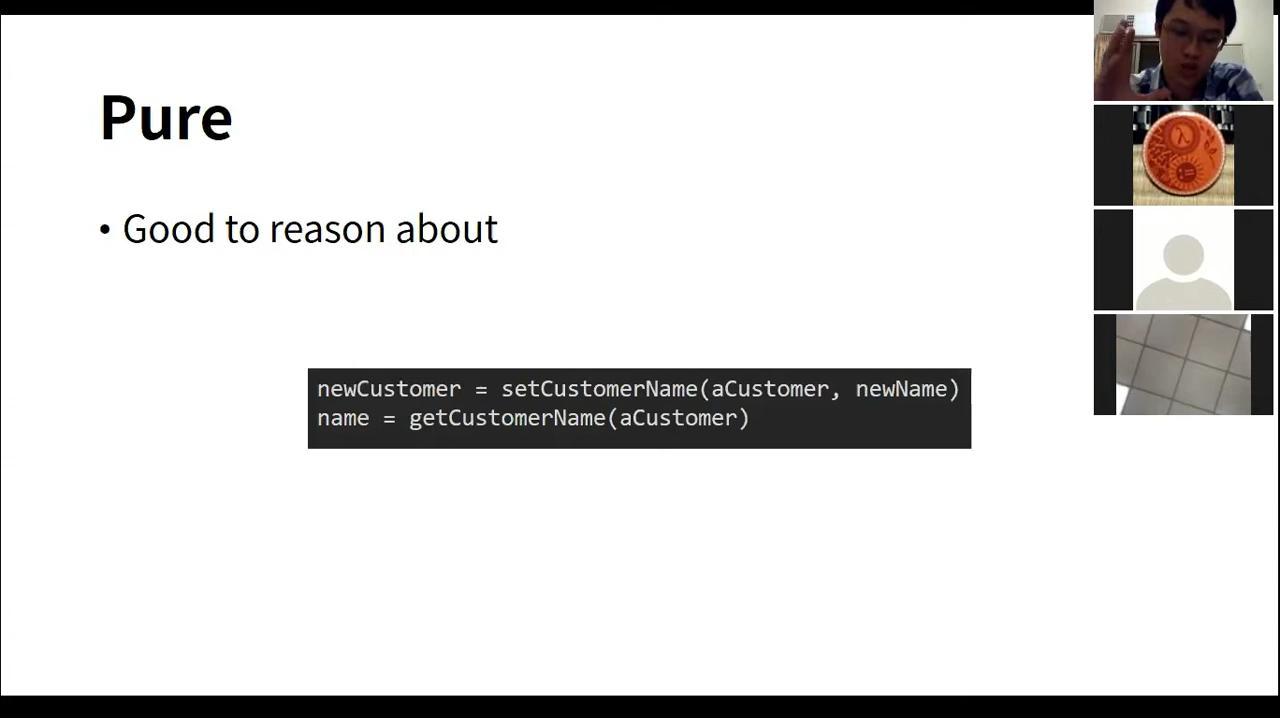 Pure
• Good to reason about
newCustomer = setCustomerName(aCustomer, newName)
name = getCustomerName(aCustomer)
λ